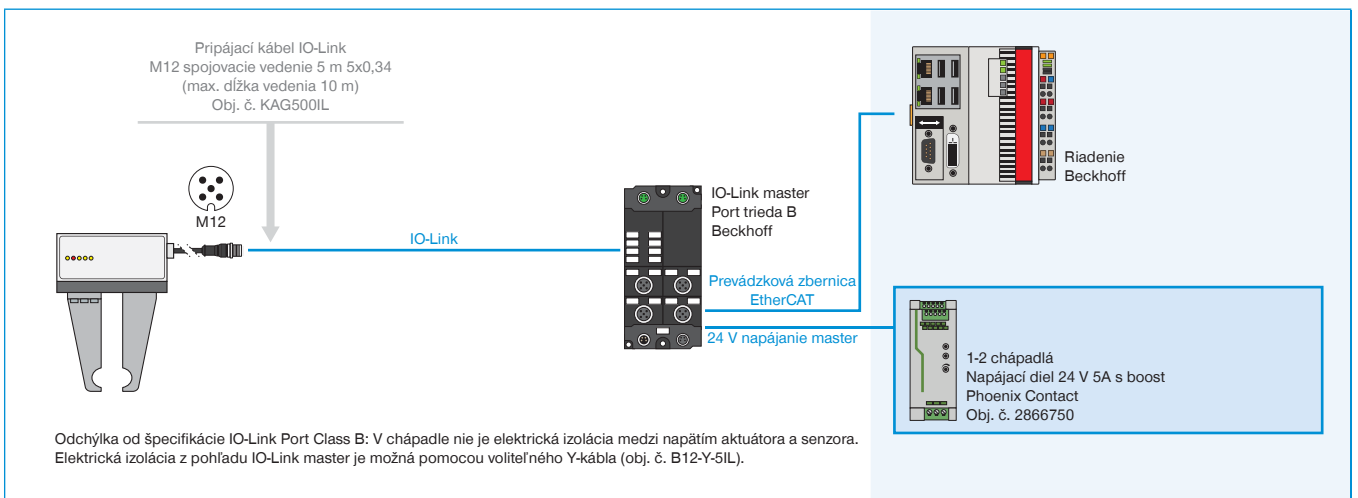 Pripájací kábel IO-Link
M12 spojovacie vedenie 5 m 5x0,34
(max. dĺžka vedenia 10 m)
Obj. č. KAG500IL
M12
IO-Link
IO-Link master
Port trieda B
Beckhoff
Prevádzková zbernica
EtherCAT
24 V napájanie master
Riadenie
Beckhoff
1-2 chápadlá
Napájací diel 24 V 5A s boost
Phoenix Contact
Obj. č. 2866750
Odchýlka od špecifikácie IO-Link Port Class B: V chápadle nie je elektrická izolácia medzi napätím aktuátora a senzora.
Elektrická izolácia z pohľadu IO-Link master je možná pomocou voliteľného Y-kábla (obj. č. B12-Y-5IL).